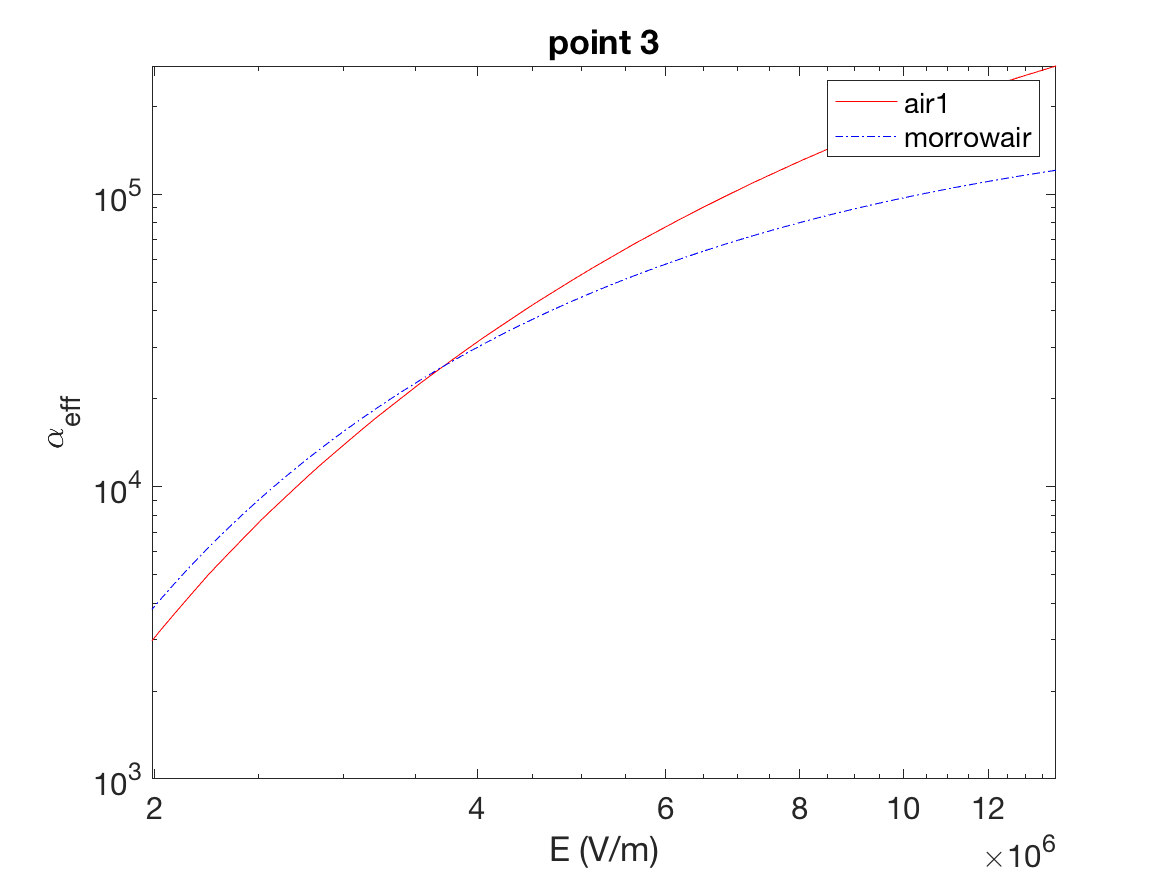 point 3
air1
morrowair
10^5
10^4
10^3
α_eff
2 4 6 8 10 12
E (V/m)
×10^6